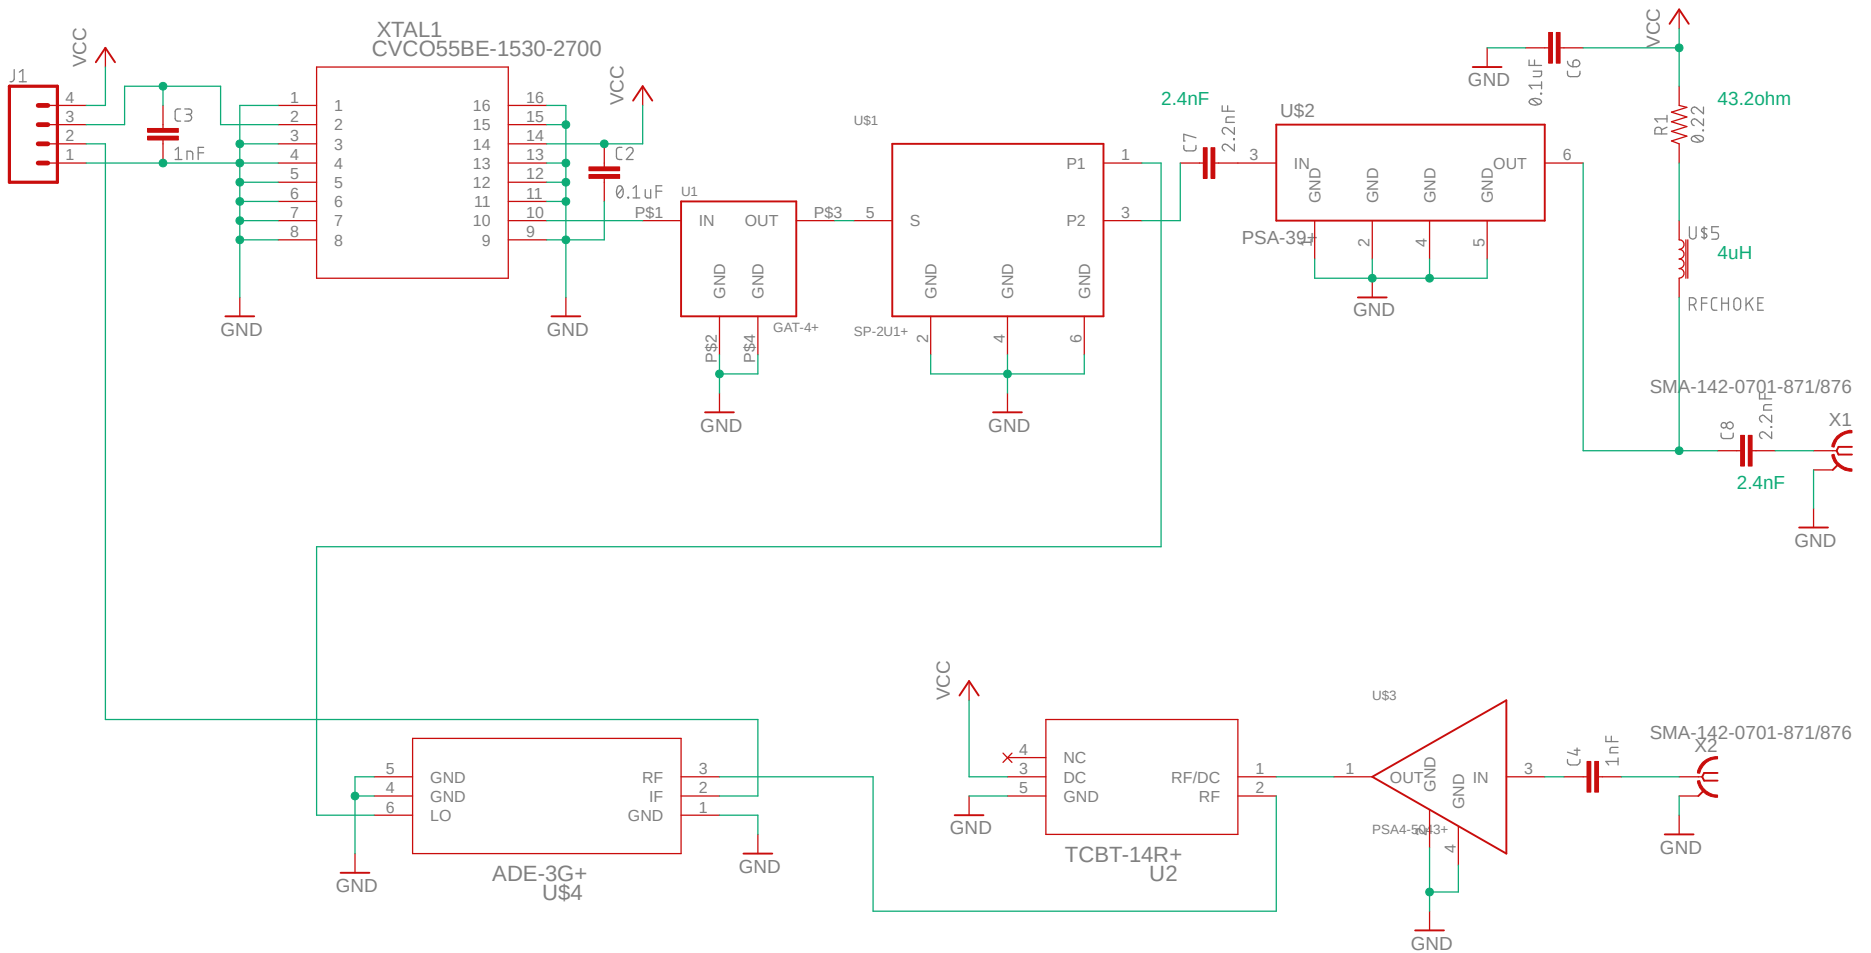 XTAL1
CVCO55BE-1530-2700
VCC
J1
4
3
2
1
C3
1nF
1
2
3
4
5
6
7
8
1
2
3
4
5
6
7
8
16
15
14
13
12
11
10
9
16
15
14
13
12
11
10
9
GND
GND
VCC
C2
0.1uF
P$1
U1
IN
OUT
GND
GND
P$2
P$4
GAT-4+
GND
P$3
U$1
5
S
P1
P2
1
3
GND
GND
GND
SP-2U1+
2
4
6
GND
2.4nF
C7
2.2nF
3
U$2
IN
OUT
GND
GND
GND
GND
6
PSA-39+
1
2
4
5
GND
VCC
GND
0.1uF
C6
R1
0.22
43.2ohm
U$5
4uH
RFCHOKE
SMA-142-0701-871/876
C8
2.2nF
2.4nF
X1
GND
5
4
6
GND
GND
LO
RF
IF
GND
3
2
1
ADE-3G+
U$4
GND
GND
VCC
4
3
5
NC
DC
GND
RF/DC
RF
1
2
GND
TCBT-14R+
U2
U$3
1
OUT
GND
GND
IN
3
PSA4-5043+
2
4
GND
C4
1nF
SMA-142-0701-871/876
X2
GND